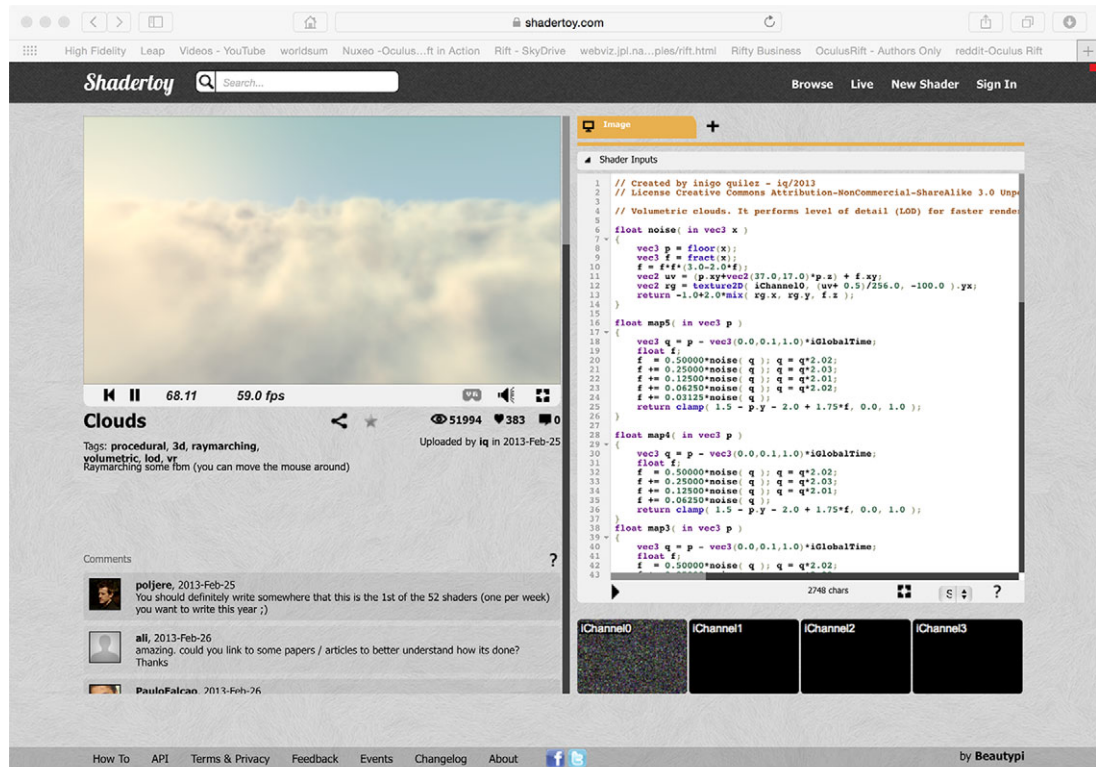 shadertoy.com
High Fidelity Leap Videos - YouTube worldsum Nuxeo -Oculus...ft in Action Rift - SkyDrive webviz.jpl.na...ples/rift.html Rifty Business OculusRift - Authors Only reddit-Oculus Rift +
Shadertoy Search... Browse Live New Shader Sign In
68.11 59.0 fps
Clouds 51994 383 0
Tags: procedural, 3d, raymarching,
volumetric, lod, vr
Uploaded by iq in 2013-Feb-25
Raymarching some fbm (you can move the mouse around)
Comments ?
poljere, 2013-Feb-25
You should definitely write somewhere that this is the 1st of the 52 shaders (one per week)
you want to write this year ;)
ali, 2013-Feb-26
amazing. could you link to some papers / articles to better understand how its done?
Thanks
PauloFalcao, 2013-Feb-26
Image +
Shader Inputs
1 // Created by inigo quilez - iq/2013
2 // License Creative Commons Attribution-NonCommercial-ShareAlike 3.0 Unpo
3
4 // Volumetric clouds. It performs level of detail (LOD) for faster rende
5
6 float noise( in vec3 x )
7 {
8 vec3 p = floor(x);
9 vec3 f = fract(x);
10 f = f*f*(3.0-2.0*f);
11 vec2 uv = (p.xy+vec2(37.0,17.0)*p.z) + f.xy;
12 vec2 rg = texture2D( iChannel0, (uv+ 0.5)/256.0, -100.0 ).yx;
13 return -1.0+2.0*mix( rg.x, rg.y, f.z );
14 }
15
16 float map5( in vec3 p )
17 {
18 vec3 q = p - vec3(0.0,0.1,1.0)*iGlobalTime;
19 float f;
20 f = 0.50000*noise( q ); q = q*2.02;
21 f += 0.25000*noise( q ); q = q*2.03;
22 f += 0.12500*noise( q ); q = q*2.01;
23 f += 0.06250*noise( q ); q = q*2.02;
24 f += 0.03125*noise( q );
25 return clamp( 1.5 - p.y - 2.0 + 1.75*f, 0.0, 1.0 );
26 }
27
28 float map4( in vec3 p )
29 {
30 vec3 q = p - vec3(0.0,0.1,1.0)*iGlobalTime;
31 float f;
32 f = 0.50000*noise( q ); q = q*2.02;
33 f += 0.25000*noise( q ); q = q*2.03;
34 f += 0.12500*noise( q ); q = q*2.01;
35 f += 0.06250*noise( q );
36 return clamp( 1.5 - p.y - 2.0 + 1.75*f, 0.0, 1.0 );
37 }
38 float map3( in vec3 p )
39 {
40 vec3 q = p - vec3(0.0,0.1,1.0)*iGlobalTime;
41 float f;
42 f = 0.50000*noise( q ); q = q*2.02;
43
2748 chars S ?
iChannel0 iChannel1 iChannel2 iChannel3
How To API Terms & Privacy Feedback Events Changelog About by Beautypi